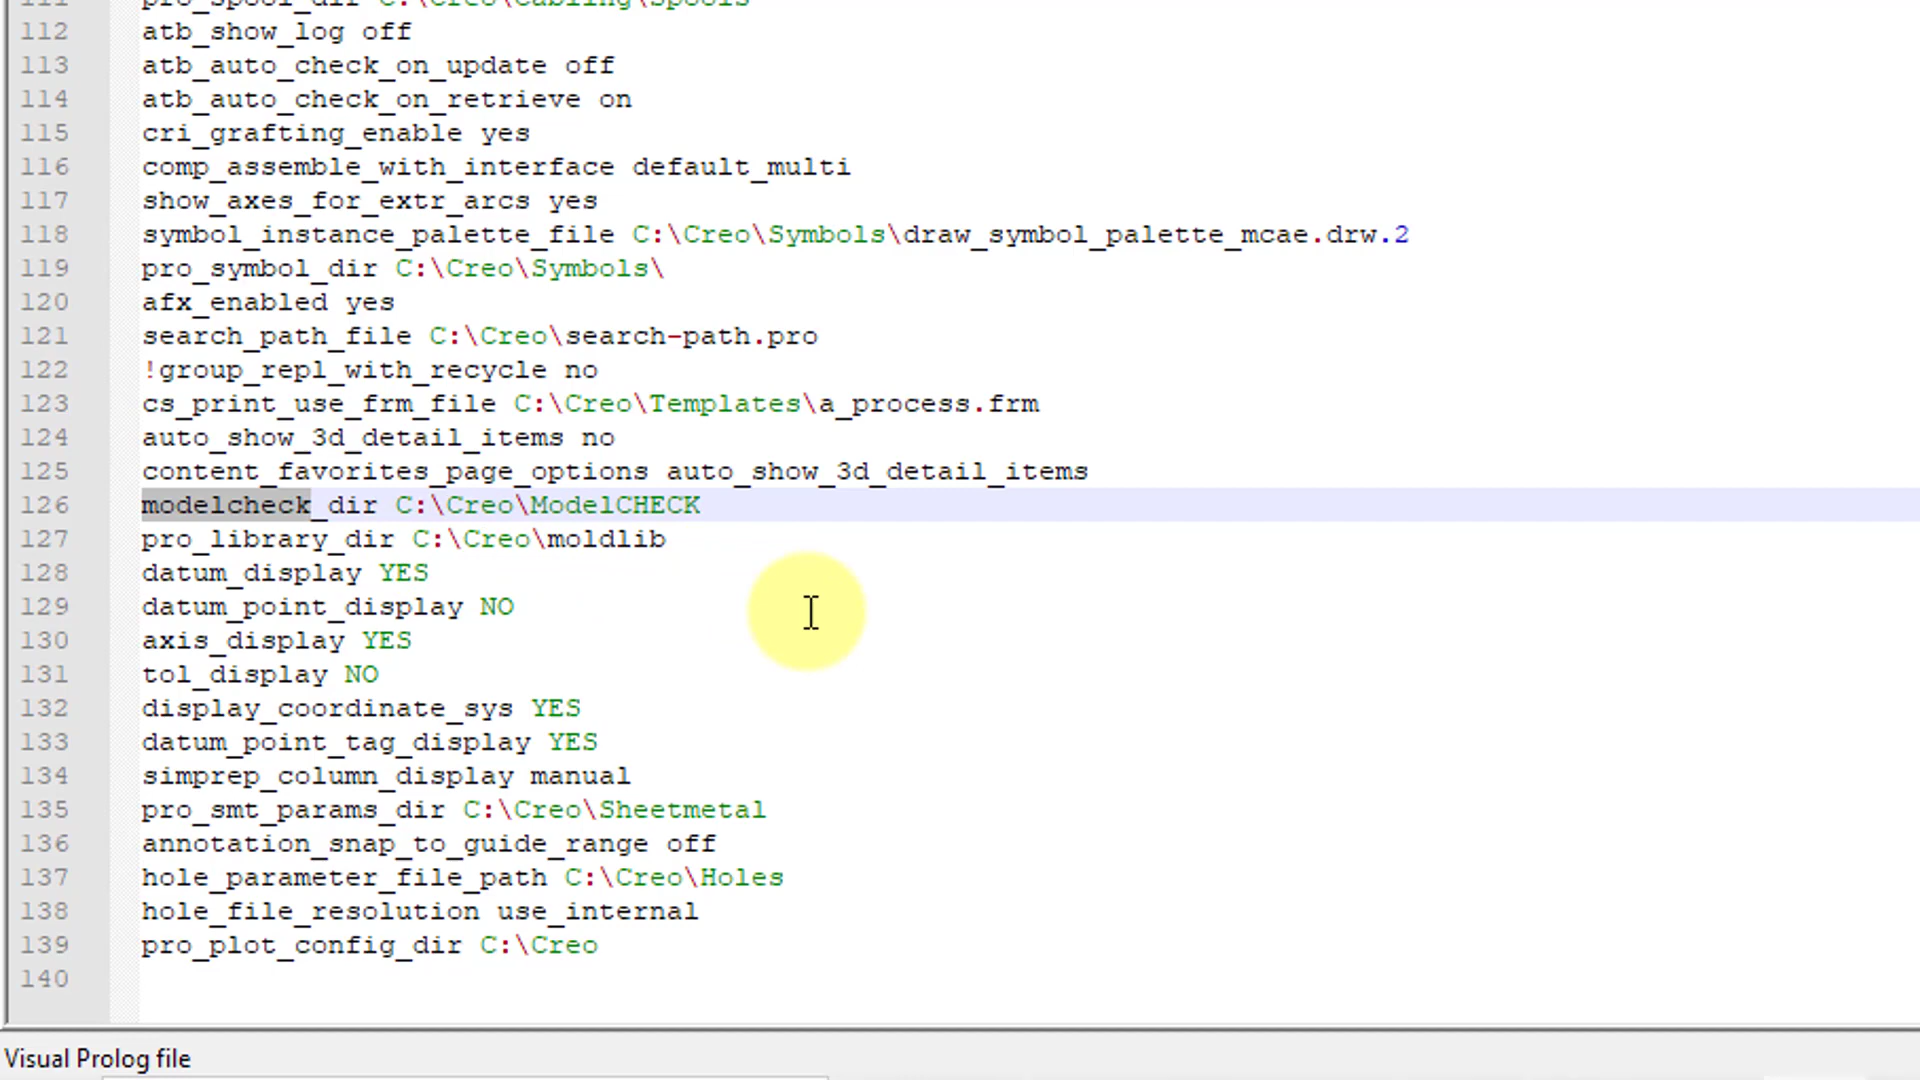 111 pro_spool_dir C:\Creo\Cabling\Spools
112 atb_show_log off
113 atb_auto_check_on_update off
114 atb_auto_check_on_retrieve on
115 cri_grafting_enable yes
116 comp_assemble_with_interface default_multi
117 show_axes_for_extr_arcs yes
118 symbol_instance_palette_file C:\Creo\Symbols\draw_symbol_palette_mcae.drw.2
119 pro_symbol_dir C:\Creo\Symbols\
120 afx_enabled yes
121 search_path_file C:\Creo\search-path.pro
122 !group_repl_with_recycle no
123 cs_print_use_frm_file C:\Creo\Templates\a_process.frm
124 auto_show_3d_detail_items no
125 content_favorites_page_options auto_show_3d_detail_items
126 modelcheck_dir C:\Creo\ModelCHECK
127 pro_library_dir C:\Creo\moldlib
128 datum_display YES
129 datum_point_display NO
130 axis_display YES
131 tol_display NO
132 display_coordinate_sys YES
133 datum_point_tag_display YES
134 simprep_column_display manual
135 pro_smt_params_dir C:\Creo\Sheetmetal
136 annotation_snap_to_guide_range off
137 hole_parameter_file_path C:\Creo\Holes
138 hole_file_resolution use_internal
139 pro_plot_config_dir C:\Creo
140
Visual Prolog file